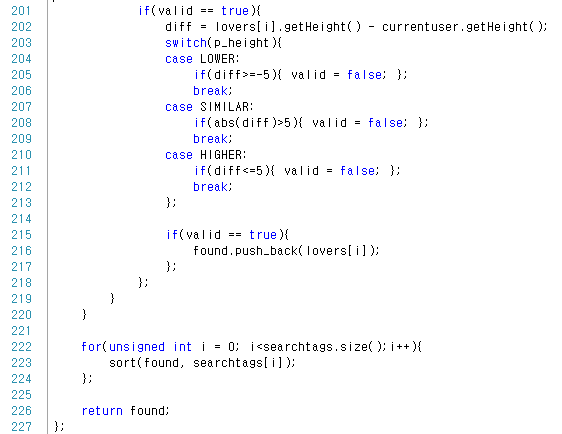 201 if(valid == true){
202 diff = lovers[i].getHeight() - currentuser.getHeight();
203 switch(p_height){
204 case LOWER:
205 if(diff>=-5){ valid = false; };
206 break;
207 case SIMILAR:
208 if(abs(diff)>5){ valid = false; };
209 break;
210 case HIGHER:
211 if(diff<=5){ valid = false; };
212 break;
213 };
214
215 if(valid == true){
216 found.push_back(lovers[i]);
217 };
218 };
219 }
220 }
221
222 for(unsigned int i = 0; i<searchtags.size();i++){
223 sort(found, searchtags[i]);
224 };
225
226 return found;
227 };